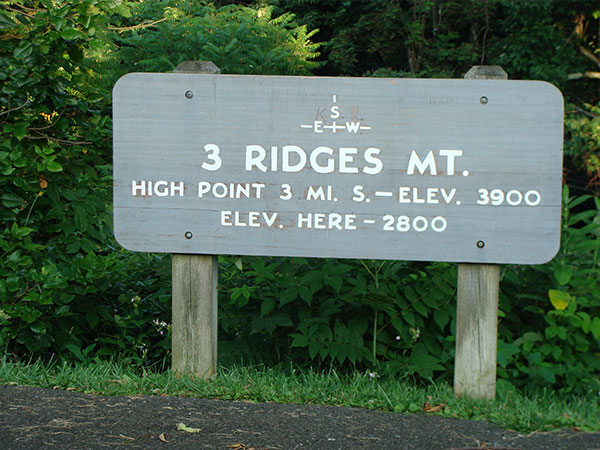 S
E W
3 RIDGES MT.
HIGH POINT 3 MI. S. — ELEV. 3900
ELEV. HERE – 2800